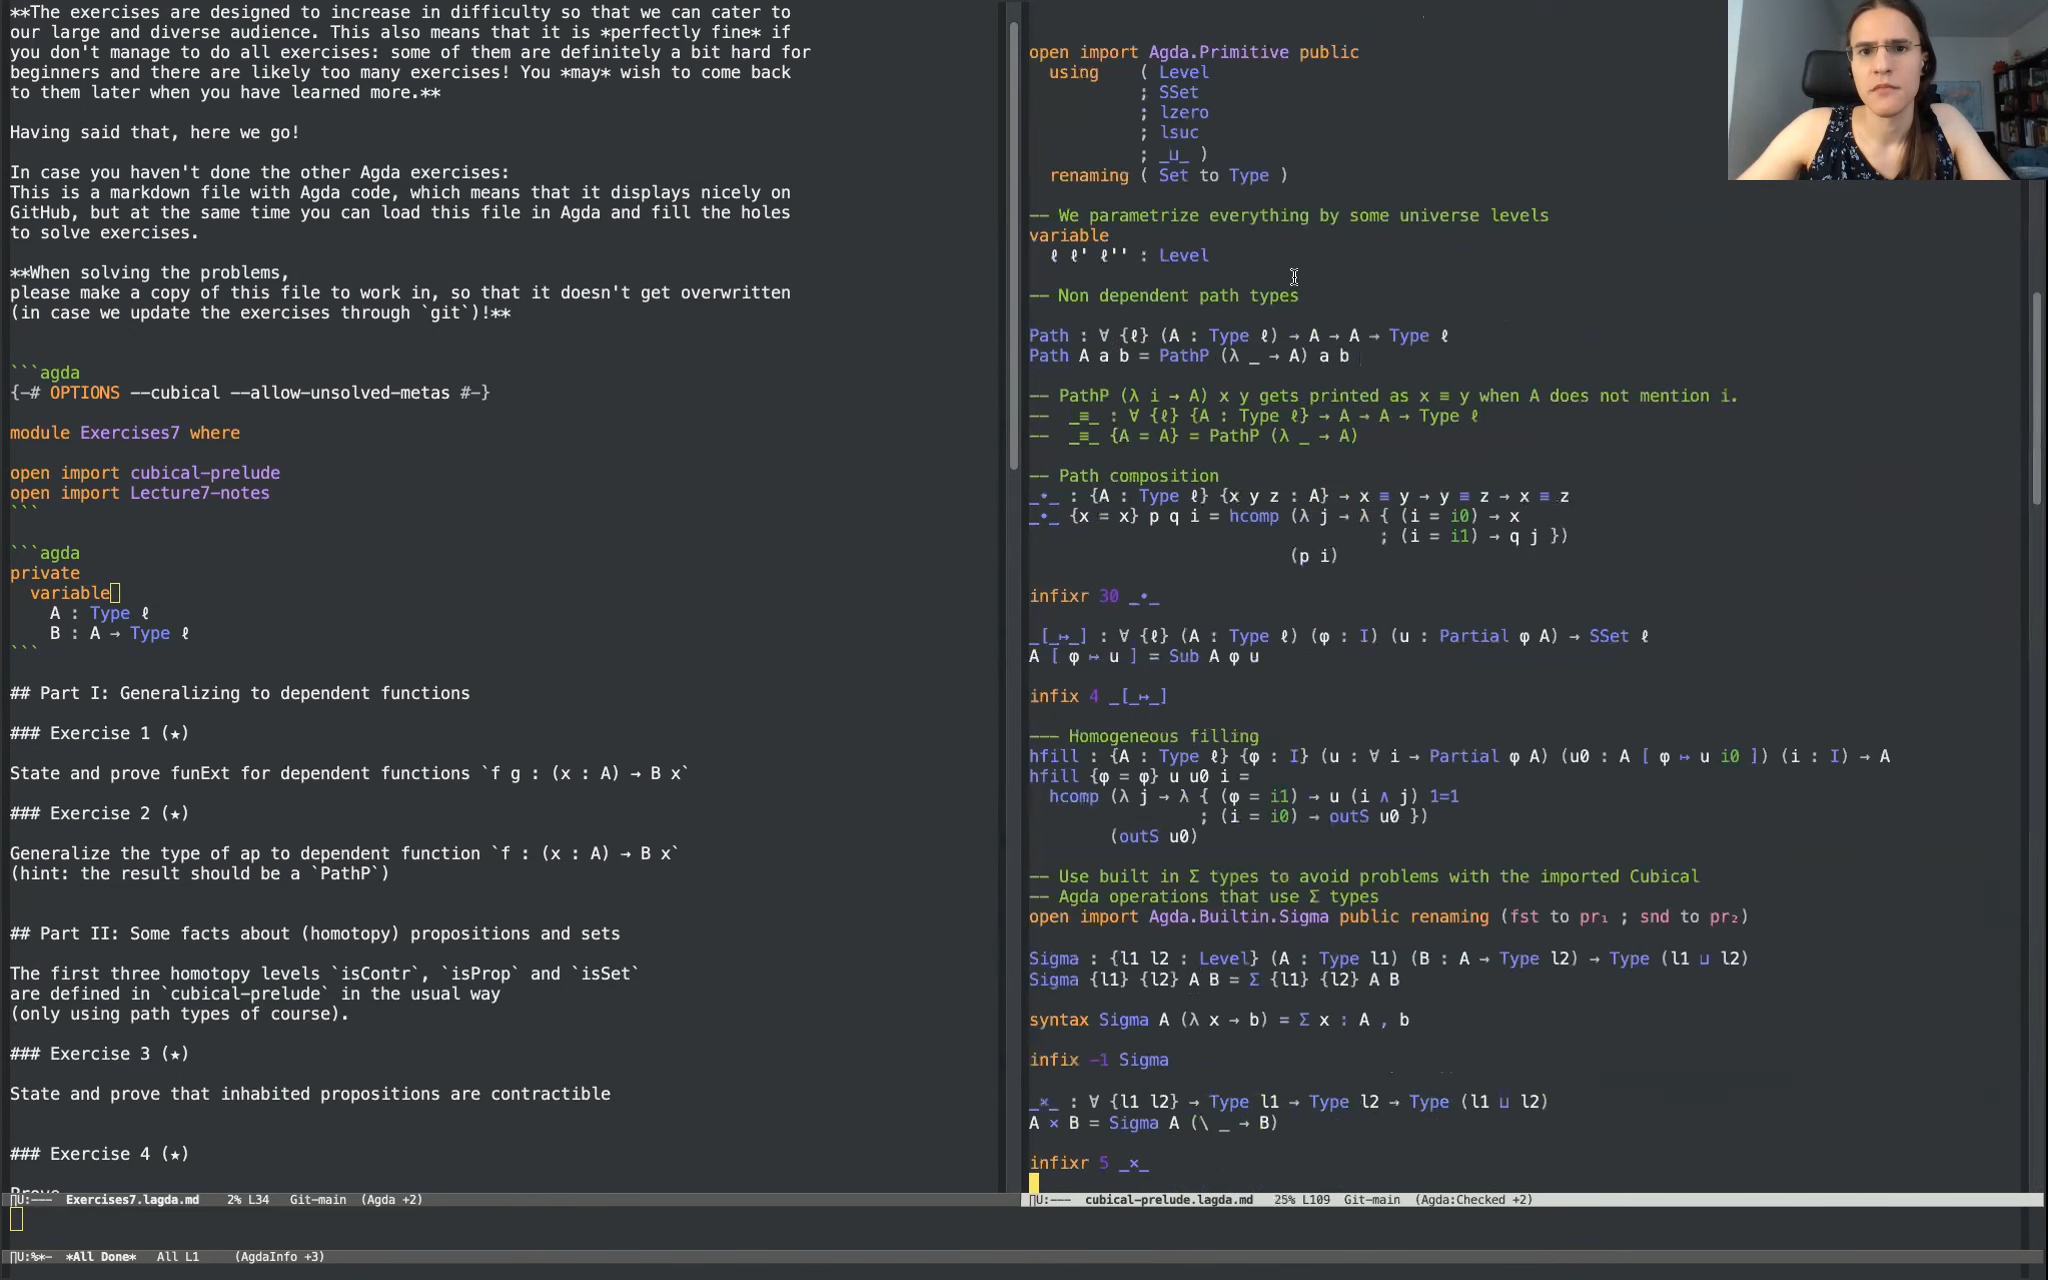 **The exercises are designed to increase in difficulty so that we can cater to
our large and diverse audience. This also means that it is *perfectly fine* if
you don't manage to do all exercises: some of them are definitely a bit hard for
beginners and there are likely too many exercises! You *may* wish to come back
to them later when you have learned more.**
Having said that, here we go!
In case you haven't done the other Agda exercises:
This is a markdown file with Agda code, which means that it displays nicely on
GitHub, but at the same time you can load this file in Agda and fill the holes
to solve exercises.
**When solving the problems,
please make a copy of this file to work in, so that it doesn't get overwritten
(in case we update the exercises through `git`)!**
```agda
{-# OPTIONS --cubical --allow-unsolved-metas #-}
module Exercises7 where
open import cubical-prelude
open import Lecture7-notes
```
```agda
private
  variable
    A : Type ℓ
    B : A → Type ℓ
```
## Part I: Generalizing to dependent functions
### Exercise 1 (★)
State and prove funExt for dependent functions `f g : (x : A) → B x`
### Exercise 2 (★)
Generalize the type of ap to dependent function `f : (x : A) → B x`
(hint: the result should be a `PathP`)
## Part II: Some facts about (homotopy) propositions and sets
The first three homotopy levels `isContr`, `isProp` and `isSet`
are defined in `cubical-prelude` in the usual way
(only using path types of course).
### Exercise 3 (★)
State and prove that inhabited propositions are contractible
### Exercise 4 (★)
Prove
Exercises7.lagda.md 2% L34 Git-main (Agda +2)
U:%*- *All Done* All L1 (AgdaInfo +3)
open import Agda.Primitive public
  using    ( Level
           ; SSet
           ; lzero
           ; lsuc
           ; _⊔_ )
  renaming ( Set to Type )
-- We parametrize everything by some universe levels
variable
  ℓ ℓ' ℓ'' : Level
-- Non dependent path types
Path : ∀ {ℓ} (A : Type ℓ) → A → A → Type ℓ
Path A a b = PathP (λ _ → A) a b
-- PathP (λ i → A) x y gets printed as x ≡ y when A does not mention i.
--  _≡_ : ∀ {ℓ} {A : Type ℓ} → A → A → Type ℓ
--  _≡_ {A = A} = PathP (λ _ → A)
-- Path composition
_∙_ : {A : Type ℓ} {x y z : A} → x ≡ y → y ≡ z → x ≡ z
_∙_ {x = x} p q i = hcomp (λ j → λ { (i = i0) → x
                                   ; (i = i1) → q j })
                          (p i)
infixr 30 _∙_
_[_↦_] : ∀ {ℓ} (A : Type ℓ) (φ : I) (u : Partial φ A) → SSet ℓ
A [ φ ↦ u ] = Sub A φ u
infix 4 _[_↦_]
--- Homogeneous filling
hfill : {A : Type ℓ} {φ : I} (u : ∀ i → Partial φ A) (u0 : A [ φ ↦ u i0 ]) (i : I) → A
hfill {φ = φ} u u0 i =
  hcomp (λ j → λ { (φ = i1) → u (i ∧ j) 1=1
                 ; (i = i0) → outS u0 })
        (outS u0)
-- Use built in Σ types to avoid problems with the imported Cubical
-- Agda operations that use Σ types
open import Agda.Builtin.Sigma public renaming (fst to pr₁ ; snd to pr₂)
Sigma : {l1 l2 : Level} (A : Type l1) (B : A → Type l2) → Type (l1 ⊔ l2)
Sigma {l1} {l2} A B = Σ {l1} {l2} A B
syntax Sigma A (λ x → b) = Σ x ꞉ A , b
infix -1 Sigma
_×_ : ∀ {l1 l2} → Type l1 → Type l2 → Type (l1 ⊔ l2)
A × B = Sigma A (\ _ → B)
infixr 5 _×_
U:--- cubical-prelude.lagda.md 25% L109 Git-main (Agda:Checked +2)